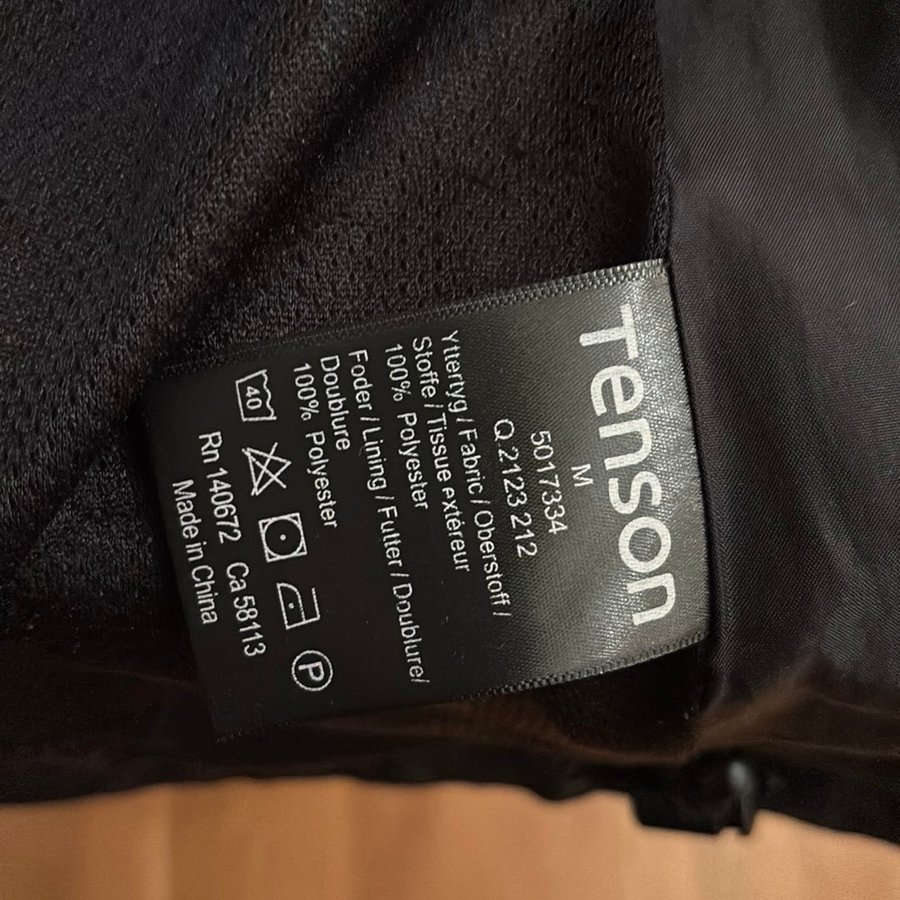 Tenson
M
5017334
Q 2123 212
Yttertyg / Fabric / Oberstoff /
Stoffe / Tissue extérieur
100% Polyester
Foder / Lining / Futter / Doublure/
Doublure
100% Polyester
40
P
Rn 140672 Ca 58113
Made in China